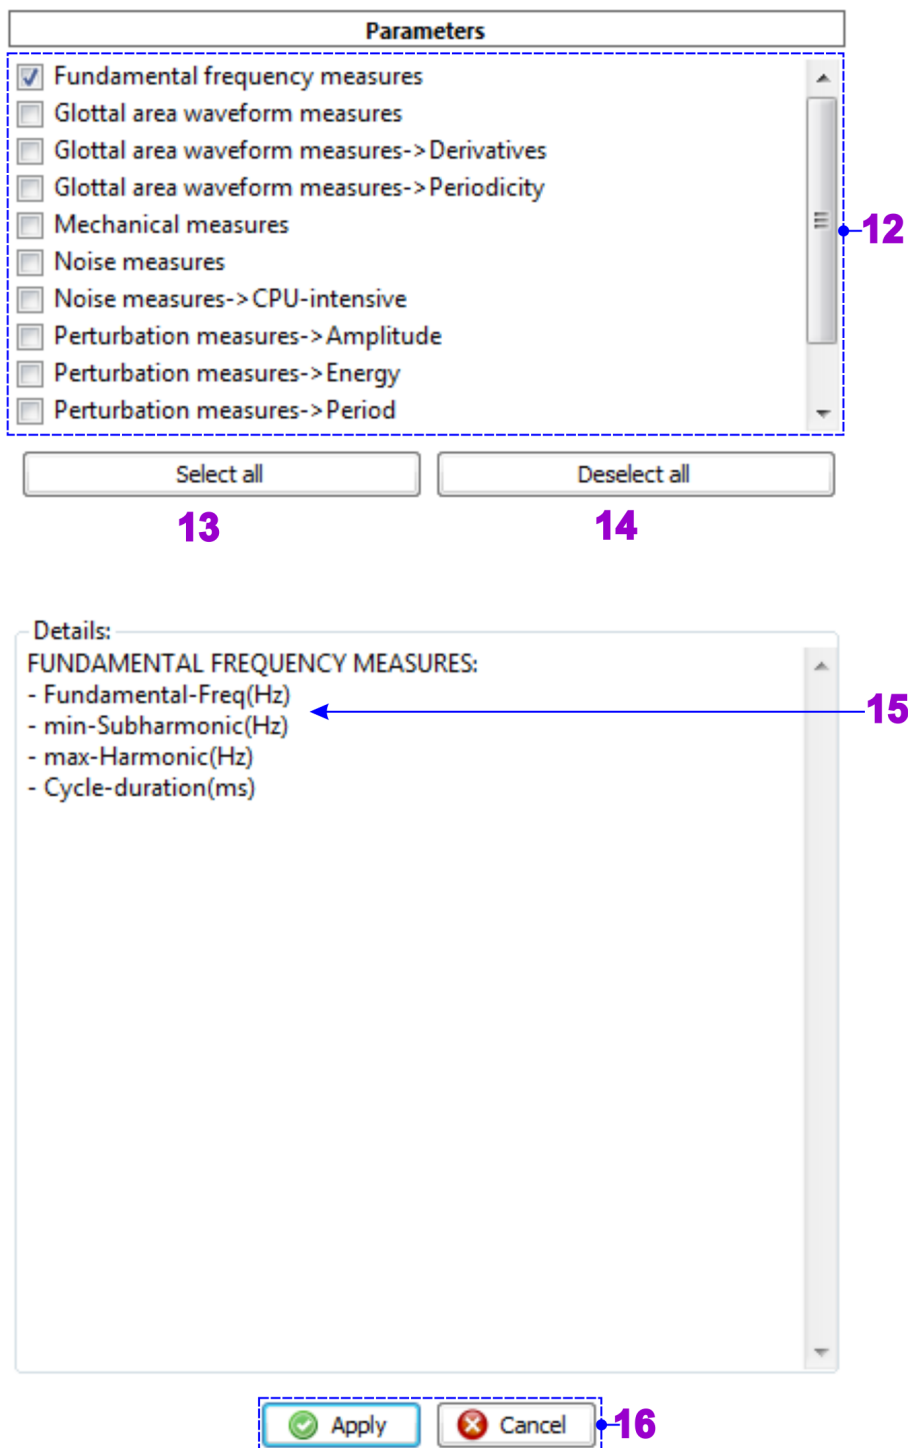 Parameters
Fundamental frequency measures
Glottal area waveform measures
Glottal area waveform measures->Derivatives
Glottal area waveform measures->Periodicity
Mechanical measures
12
Noise measures
Noise measures->CPU-intensive
Perturbation measures->Amplitude
Perturbation measures->Energy
Perturbation measures->Period
Select all
Deselect all
13
14
Details:
FUNDAMENTAL FREQUENCY MEASURES:
- Fundamental-Freq(Hz)
- min-Subharmonic(Hz)
15
- max-Harmonic(Hz)
- Cycle-duration(ms)
Apply
Cancel
16